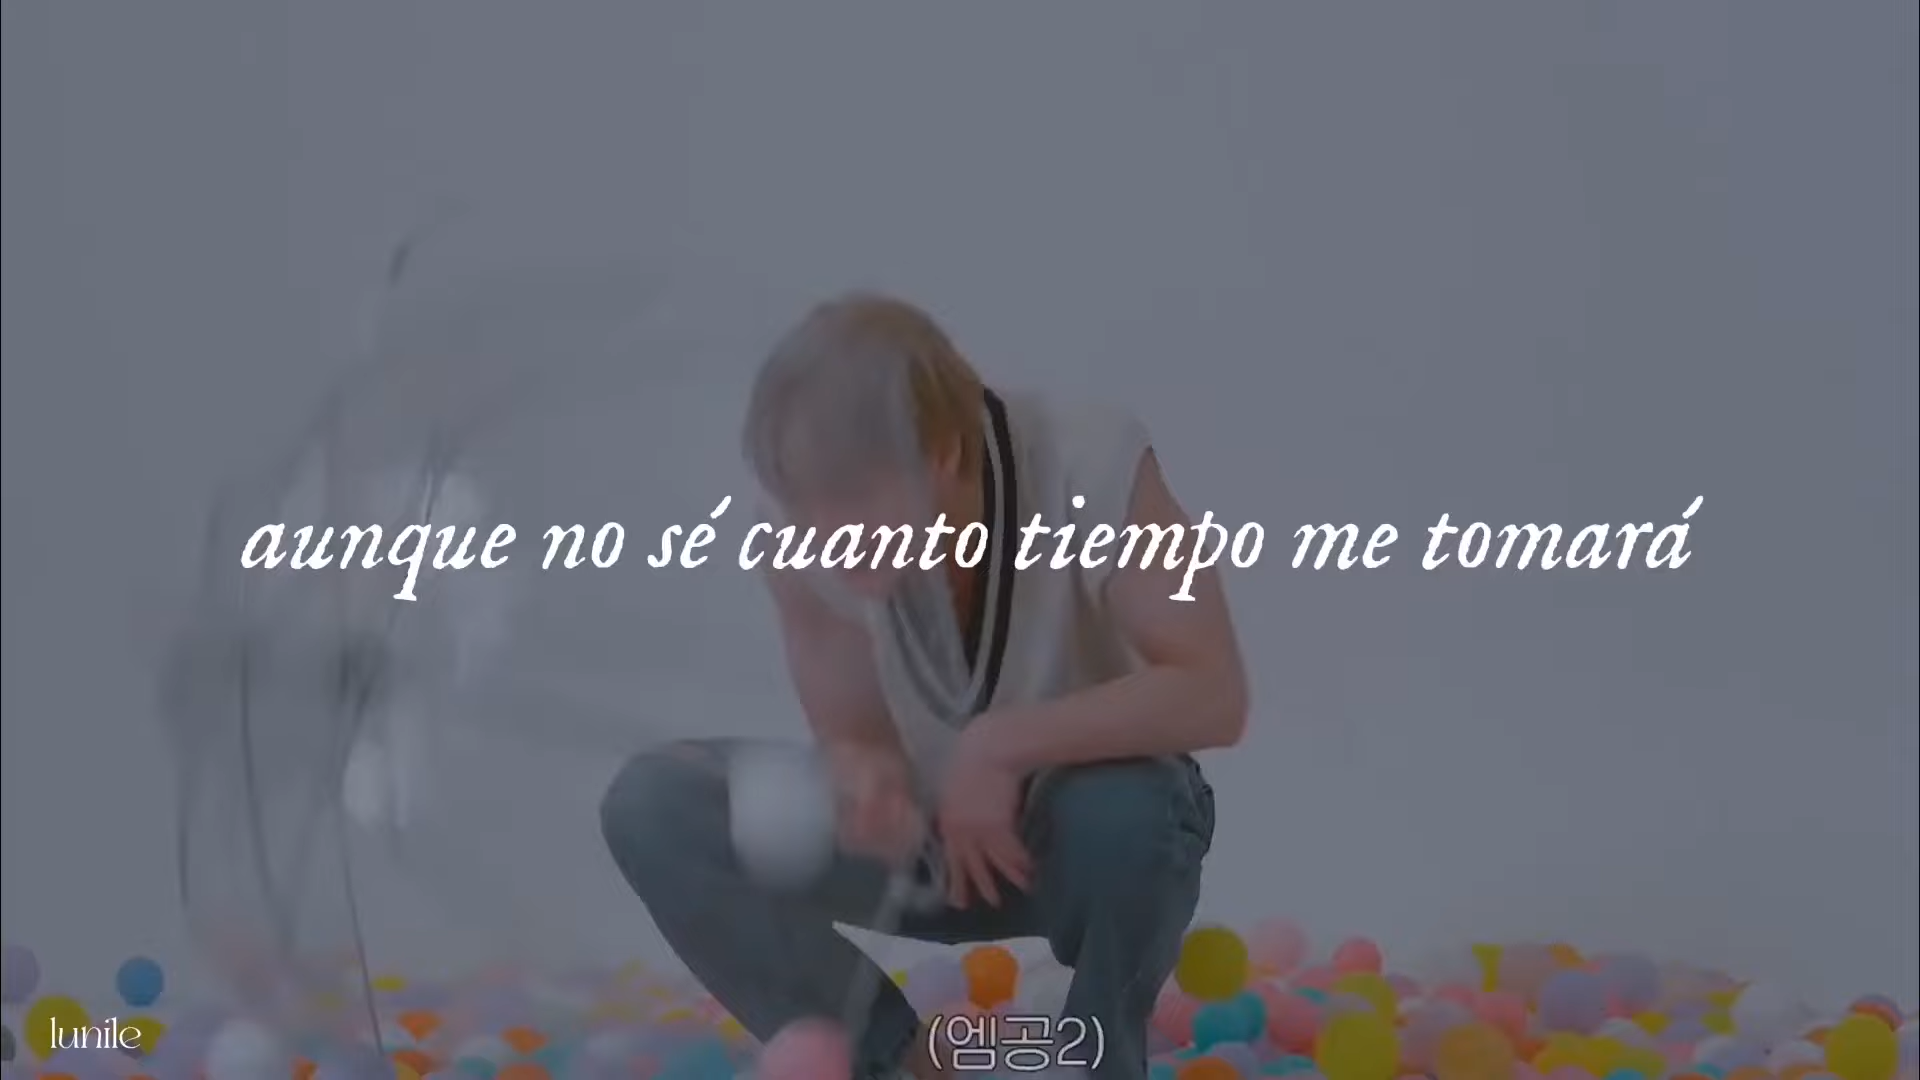 aunque no sé cuanto tiempo me tomará
lunile
(엠공2)